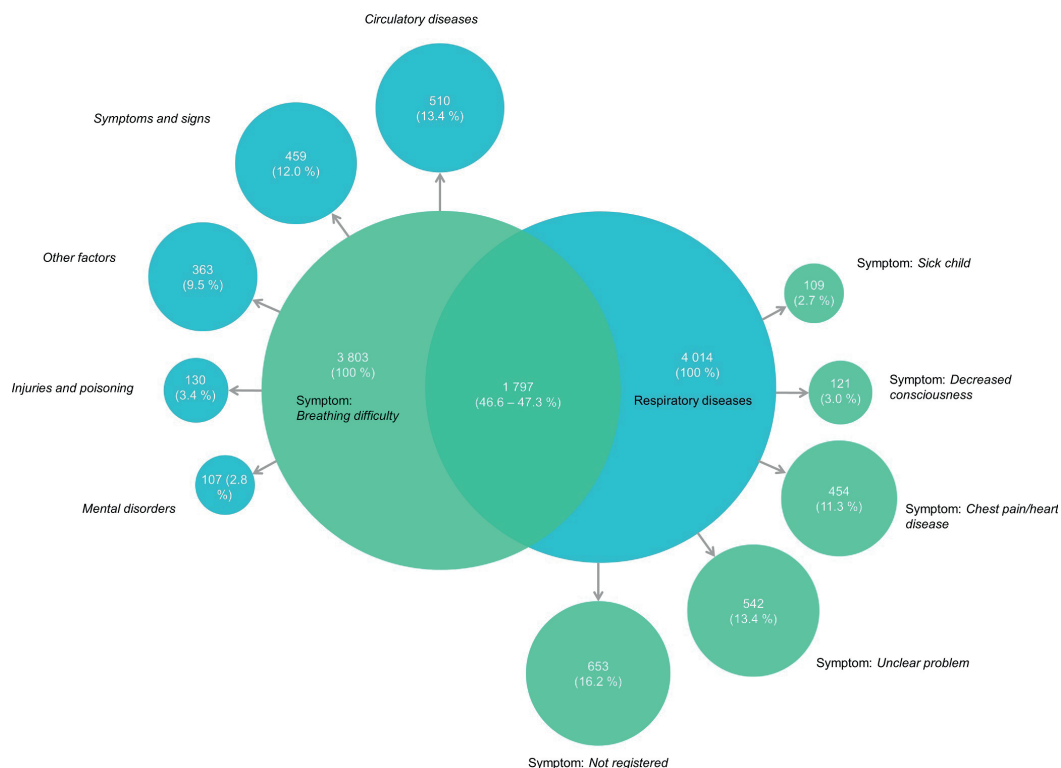 Circulatory diseases
510
(13.4 %)
Symptoms and signs
459
(12.0 %)
Other factors
363
(9.5 %)
Injuries and poisoning
130
(3.4 %)
Mental disorders
107 (2.8
%)
3 803
(100 %)
Symptom:
Breathing difficulty
1 797
(46.6 – 47.3 %)
4 014
(100 %)
Respiratory diseases
Symptom: Sick child
109
(2.7 %)
Symptom: Decreased
consciousness
121
(3.0 %)
454
(11.3 %)
Symptom: Chest pain/heart
disease
542
(13.4 %)
Symptom: Unclear problem
653
(16.2 %)
Symptom: Not registered